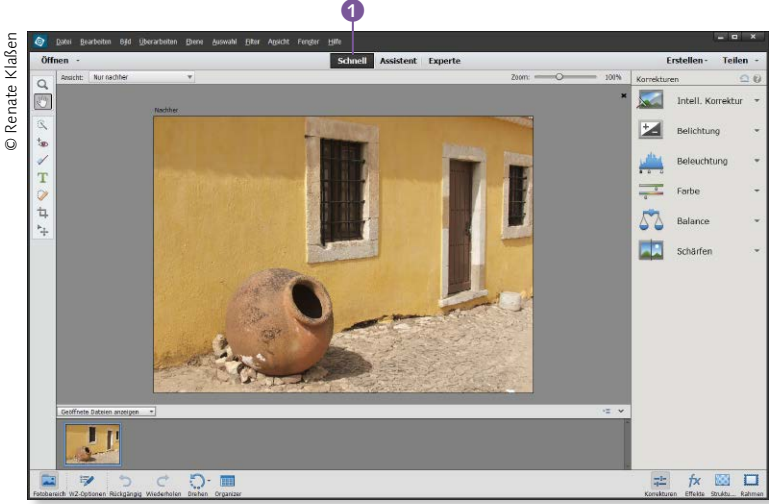 © Renate Klaßen
1
Datei Bearbeiten Bild Überarbeiten Ebene Auswahl Filter Ansicht Fenster Hilfe
Öffnen
Schnell Assistent Experte
Erstellen Teilen
Ansicht: Nur nachher
Zoom: 100%
Korrekturen
Nachher
Intell. Korrektur
Belichtung
Beleuchtung
Farbe
Balance
Schärfen
T
Geöffnete Dateien anzeigen
Fotobereich WZ-Optionen Rückgängig Wiederholen Drehen Organizer
Korrekturen fx Effekte Struktu... Rahmen